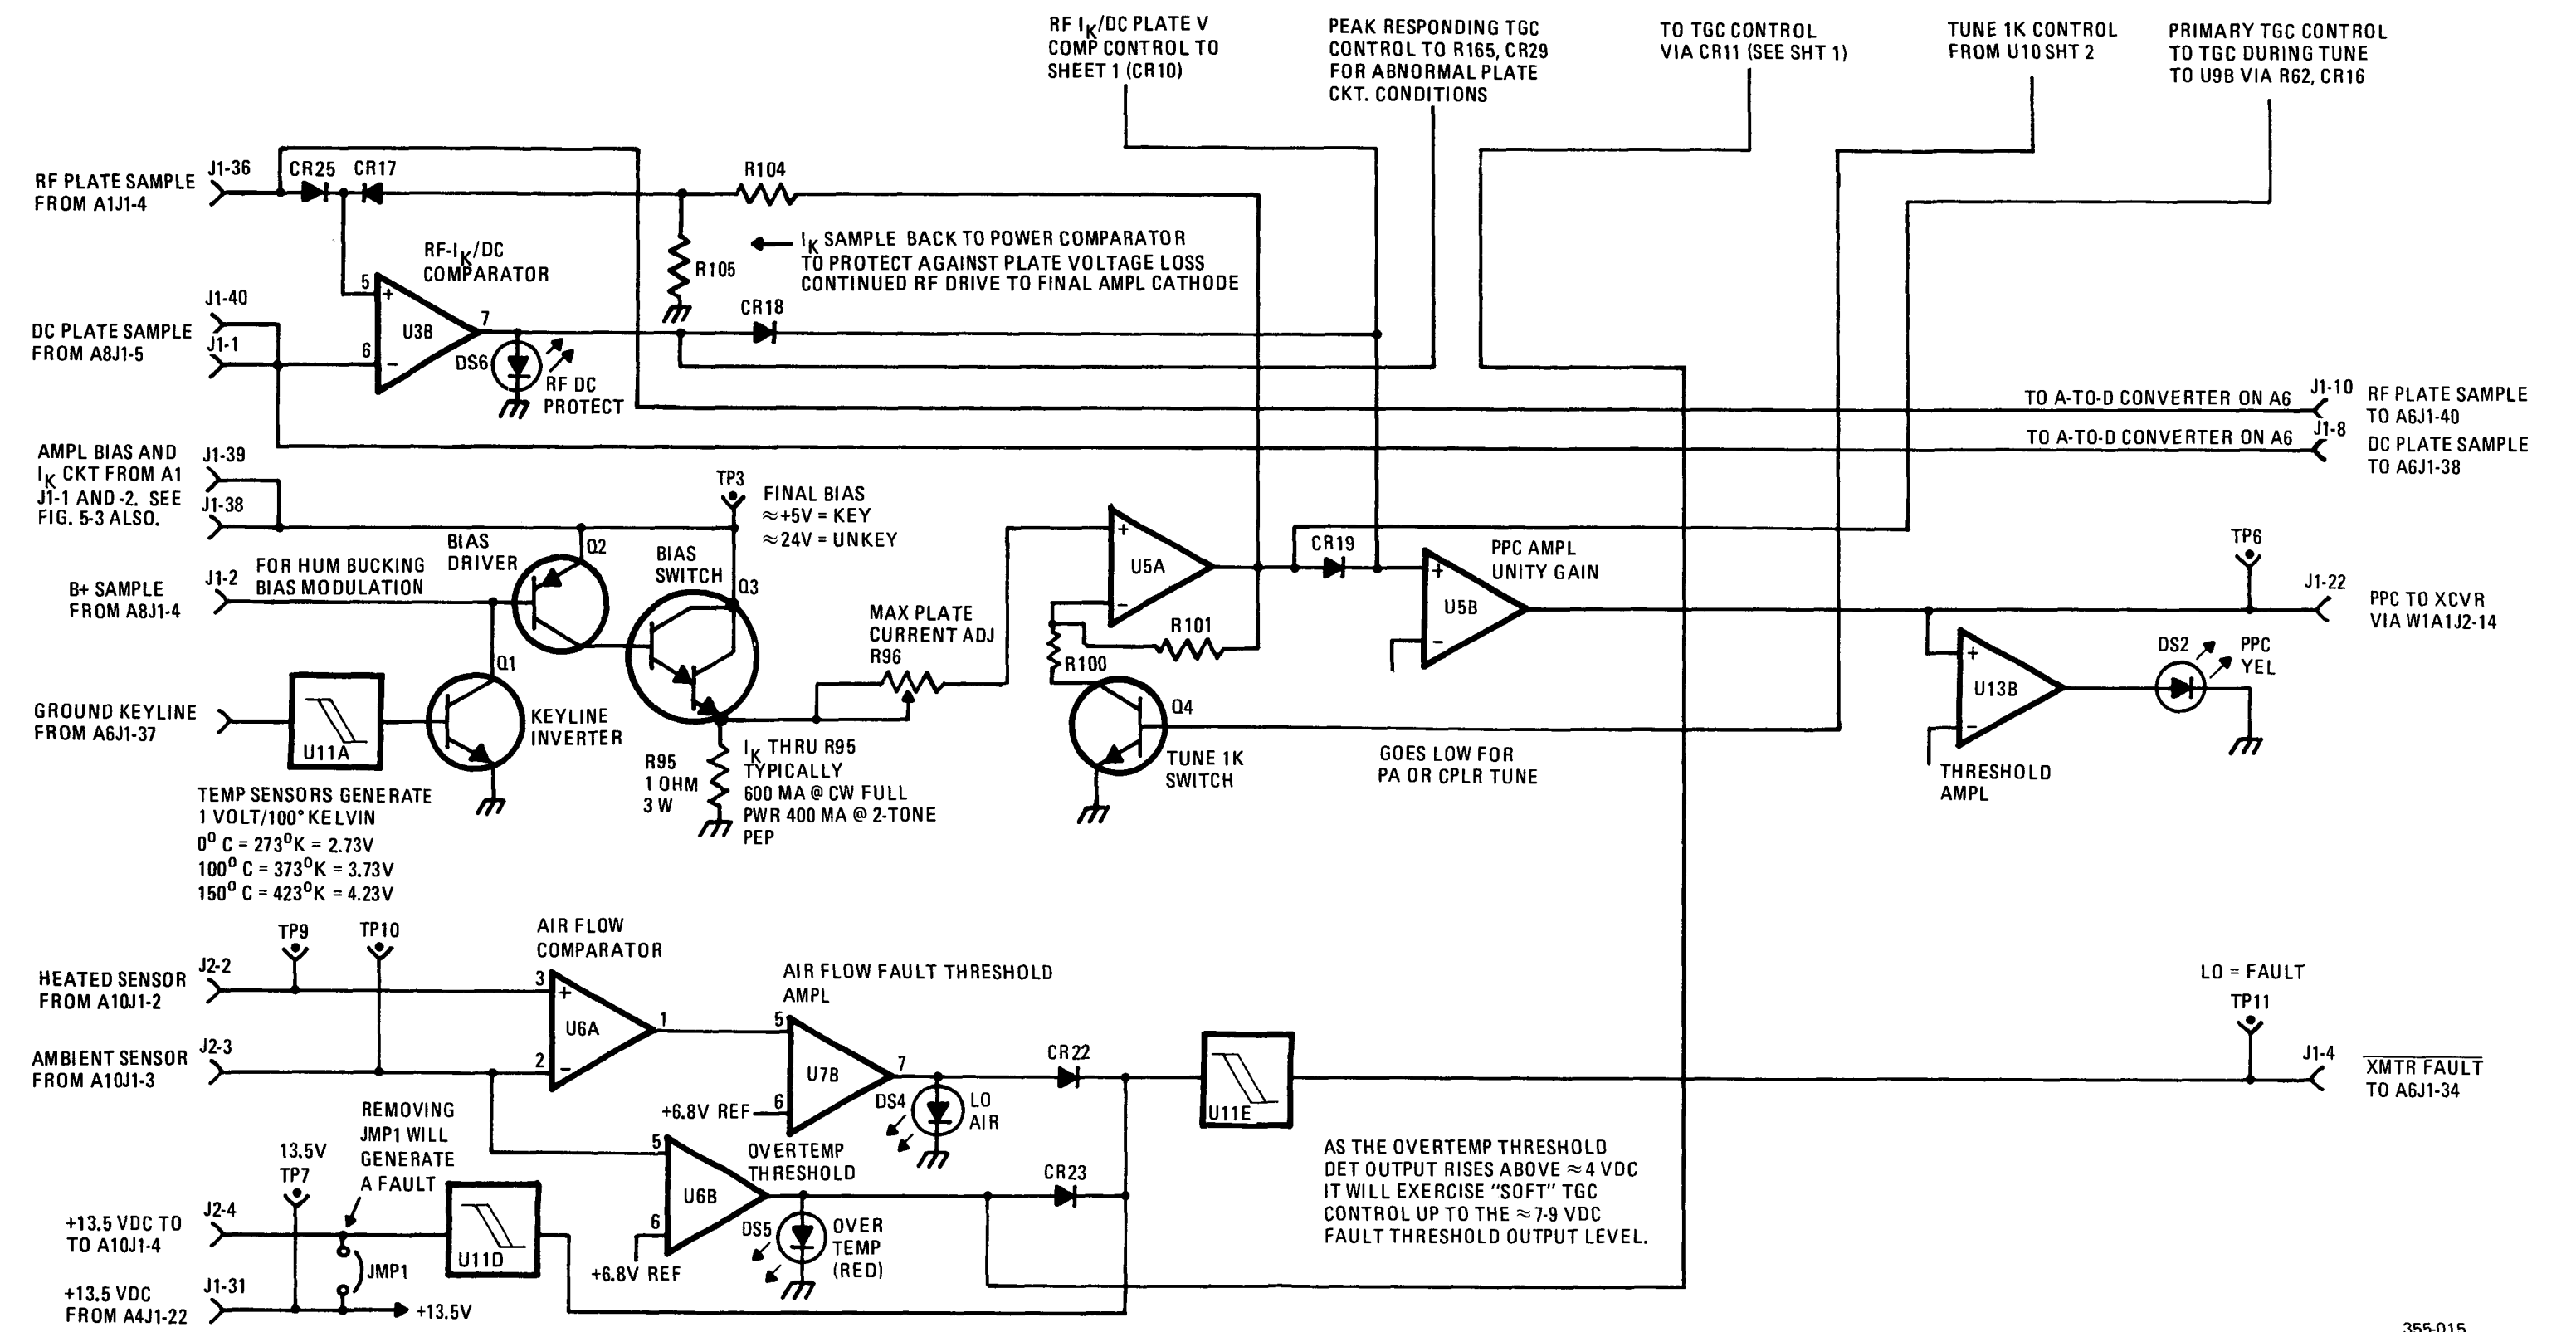 RF IK/DC PLATE V
COMP CONTROL TO
SHEET 1 (CR10)
PEAK RESPONDING TGC
CONTROL TO R165, CR29
FOR ABNORMAL PLATE
CKT. CONDITIONS
TO TGC CONTROL
VIA CR11 (SEE SHT 1)
TUNE 1K CONTROL
FROM U10 SHT 2
PRIMARY TGC CONTROL
TO TGC DURING TUNE
TO U9B VIA R62, CR16
RF PLATE SAMPLE
FROM A1J1-4
J1-36
CR25
CR17
R104
R105
IK SAMPLE BACK TO POWER COMPARATOR
TO PROTECT AGAINST PLATE VOLTAGE LOSS
CONTINUED RF DRIVE TO FINAL AMPL CATHODE
RF-IK/DC
COMPARATOR
5
+
U3B
7
6
−
CR18
DS6
RF DC
PROTECT
J1-40
DC PLATE SAMPLE
FROM A8J1-5
J1-1
TO A-TO-D CONVERTER ON A6
J1-10
RF PLATE SAMPLE
TO A6J1-40
TO A-TO-D CONVERTER ON A6
J1-8
DC PLATE SAMPLE
TO A6J1-38
AMPL BIAS AND
IK CKT FROM A1
J1-1 AND -2. SEE
FIG. 5-3 ALSO.
J1-39
J1-38
TP3
FINAL BIAS
≈+5V = KEY
≈24V = UNKEY
BIAS
DRIVER
Q2
BIAS
SWITCH
Q3
FOR HUM BUCKING
BIAS MODULATION
B+ SAMPLE
FROM A8J1-4
J1-2
Q1
KEYLINE
INVERTER
GROUND KEYLINE
FROM A6J1-37
U11A
MAX PLATE
CURRENT ADJ
R96
R95
1 OHM
3 W
IK THRU R95
TYPICALLY
600 MA @ CW FULL
PWR 400 MA @ 2-TONE
PEP
+
U5A
−
R101
R100
Q4
TUNE 1K
SWITCH
GOES LOW FOR
PA OR CPLR TUNE
CR19
PPC AMPL
UNITY GAIN
+
U5B
−
TP6
J1-22
PPC TO XCVR
VIA W1A1J2-14
+
U13B
−
DS2
PPC
YEL
THRESHOLD
AMPL
TEMP SENSORS GENERATE
1 VOLT/100° KELVIN
0° C = 273°K = 2.73V
100° C = 373°K = 3.73V
150° C = 423°K = 4.23V
TP9
TP10
AIR FLOW
COMPARATOR
HEATED SENSOR
FROM A10J1-2
J2-2
3
+
U6A
1
2
−
AMBIENT SENSOR
FROM A10J1-3
J2-3
AIR FLOW FAULT THRESHOLD
AMPL
5
U7B
7
6
+6.8V REF
DS4
LO
AIR
CR22
U11E
LO = FAULT
TP11
J1-4
XMTR FAULT
TO A6J1-34
REMOVING
JMP1 WILL
GENERATE
A FAULT
13.5V
TP7
5
U6B
6
+6.8V REF
OVERTEMP
THRESHOLD
DS5
OVER
TEMP
(RED)
CR23
AS THE OVERTEMP THRESHOLD
DET OUTPUT RISES ABOVE ≈ 4 VDC
IT WILL EXERCISE "SOFT" TGC
CONTROL UP TO THE ≈ 7-9 VDC
FAULT THRESHOLD OUTPUT LEVEL.
+13.5 VDC TO
TO A10J1-4
J2-4
U11D
JMP1
+13.5 VDC
FROM A4J1-22
J1-31
+13.5V
355-015